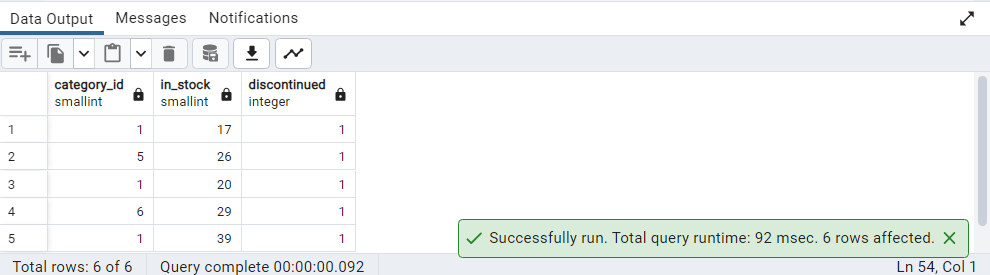 Data Output Messages Notifications
category_id in_stock discontinued
smallint smallint integer
1 1 17 1
2 5 26 1
3 1 20 1
4 6 29 1
5 1 39 1
Successfully run. Total query runtime: 92 msec. 6 rows affected.
Total rows: 6 of 6 Query complete 00:00:00.092 Ln 54, Col 1